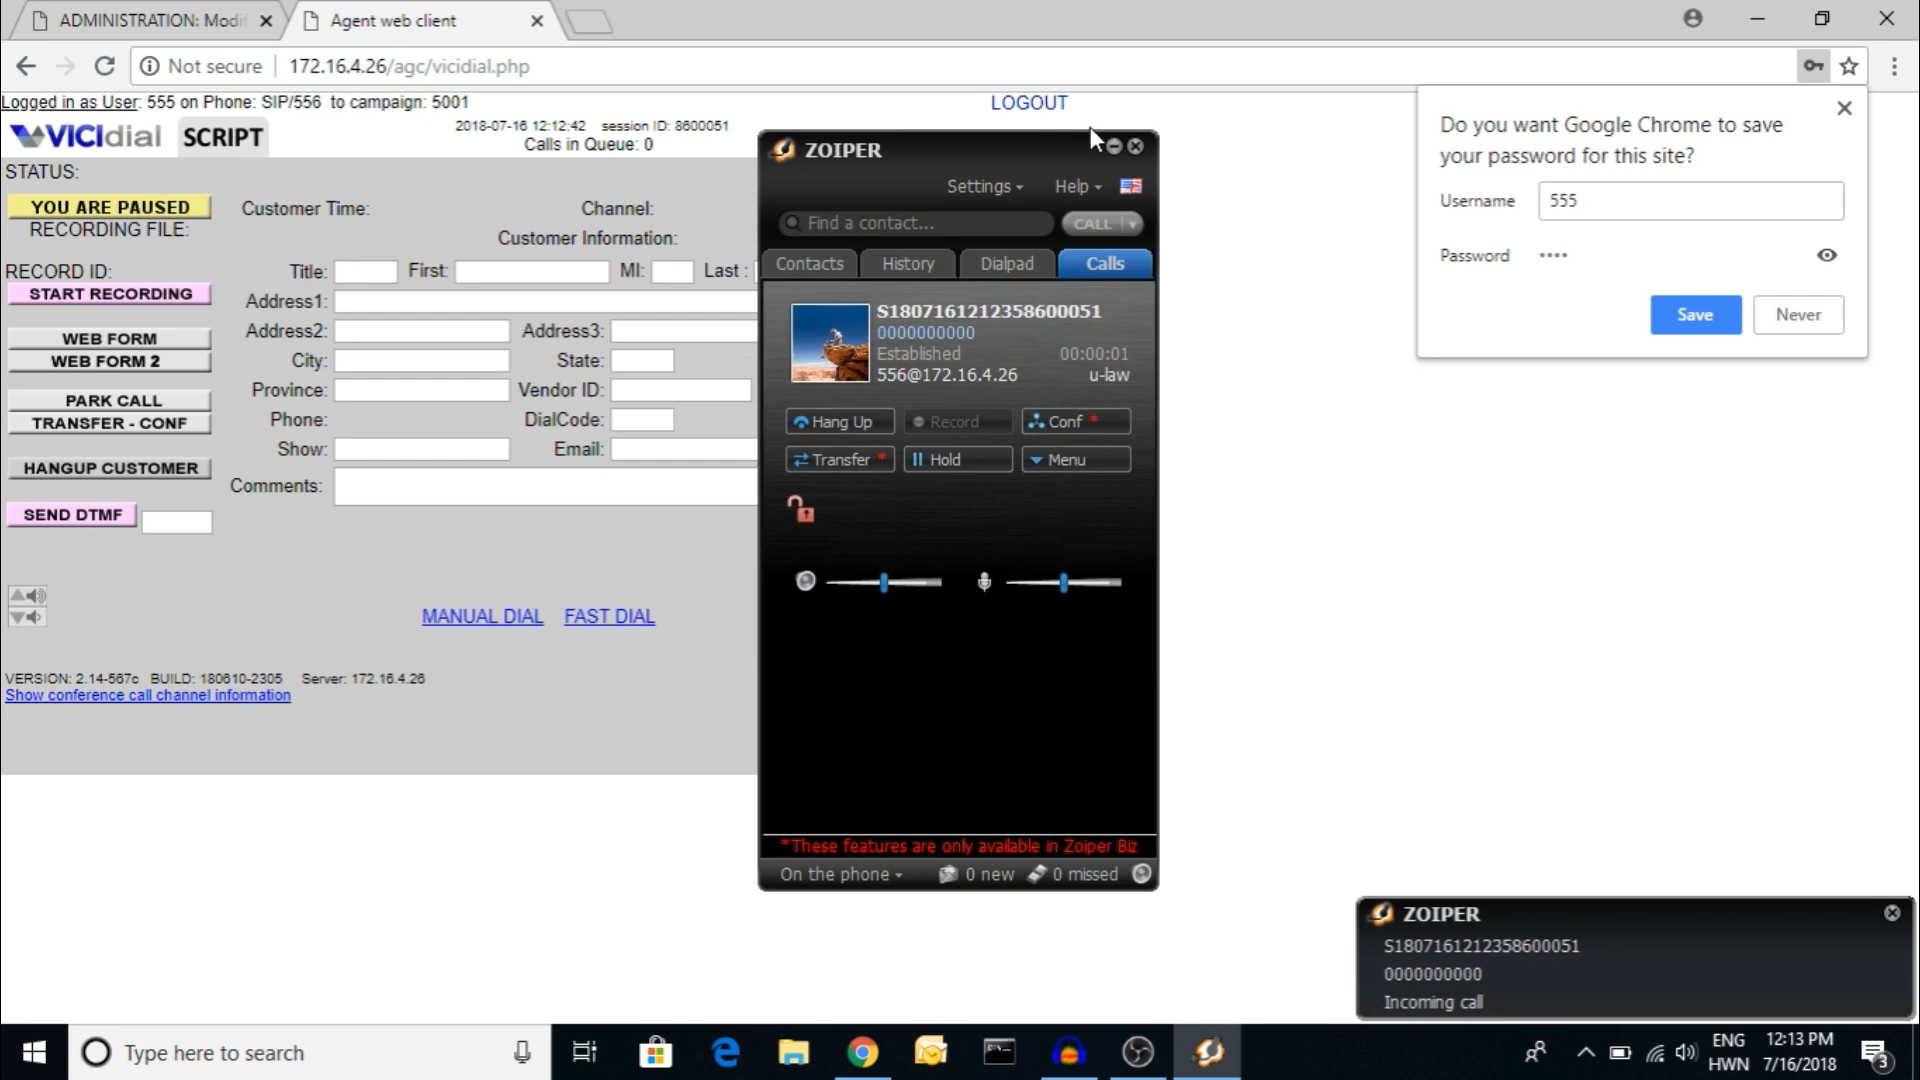 ADMINISTRATION: Modi
Agent web client
Not secure
172.16.4.26/agc/vicidial.php
Logged in as User: 555 on Phone: SIP/556 to campaign: 5001
LOGOUT
VICIdial
SCRIPT
2018-07-16 12:12:42 session ID: 8600051
Calls in Queue: 0
STATUS:
YOU ARE PAUSED
RECORDING FILE:
Customer Time:
Channel:
Customer Information:
RECORD ID:
START RECORDING
Title:
First:
MI:
Last :
Address1:
WEB FORM
Address2:
Address3:
WEB FORM 2
City:
State:
Province:
Vendor ID:
PARK CALL
TRANSFER - CONF
Phone:
DialCode:
Show:
Email:
HANGUP CUSTOMER
Comments:
SEND DTMF
MANUAL DIAL
FAST DIAL
VERSION: 2.14-567c BUILD: 180610-2305 Server: 172.16.4.26
Show conference call channel information
ZOIPER
Settings
Help
Find a contact...
CALL
Contacts
History
Dialpad
Calls
S1807161212358600051
0000000000
Established
00:00:01
556@172.16.4.26
u-law
Hang Up
Record
Conf *
Transfer *
Hold
Menu
*These features are only available in Zoiper Biz
On the phone
0 new
0 missed
Do you want Google Chrome to save
your password for this site?
Username
555
Password
••••
Save
Never
ZOIPER
S1807161212358600051
0000000000
Incoming call
Type here to search
ENG
HWN
12:13 PM
7/16/2018
3